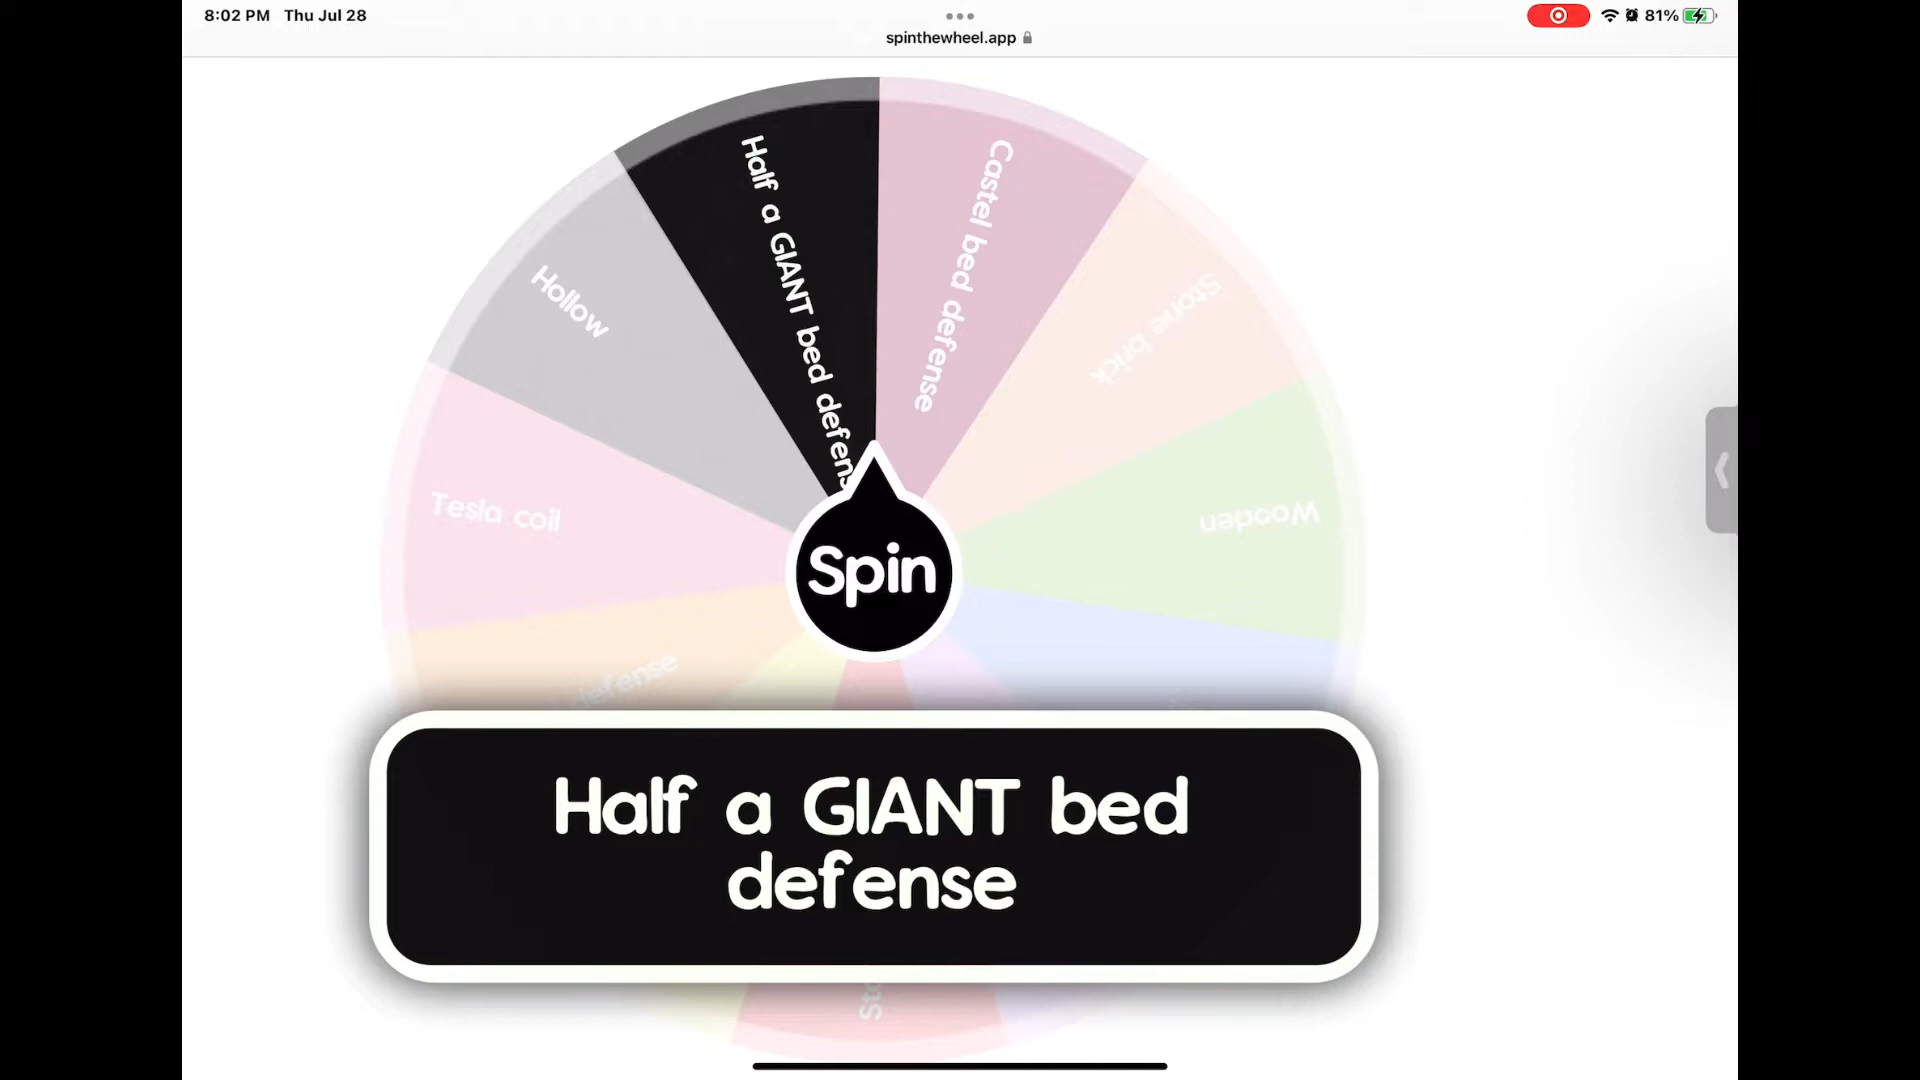 8:02 PM Thu Jul 28
81%
spinthewheel.app
Half a GIANT bed defens
Castel bed defense
Hollow
Stone brick
Tesla coil
Wooden
Spin
defense
Half a GIANT bed
defense